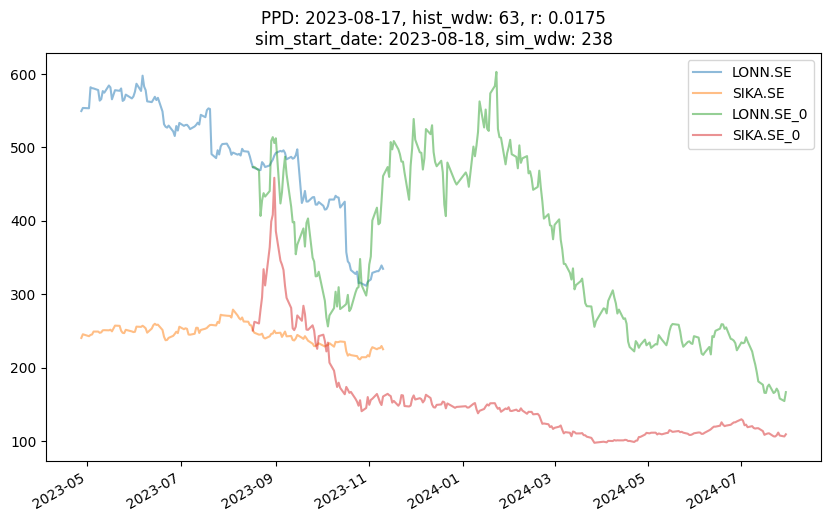 PPD: 2023-08-17, hist_wdw: 63, r: 0.0175
sim_start_date: 2023-08-18, sim_wdw: 238
LONN.SE
SIKA.SE
LONN.SE_0
SIKA.SE_0
600
500
400
300
200
100
2023-05
2023-07
2023-09
2023-11
2024-01
2024-03
2024-05
2024-07